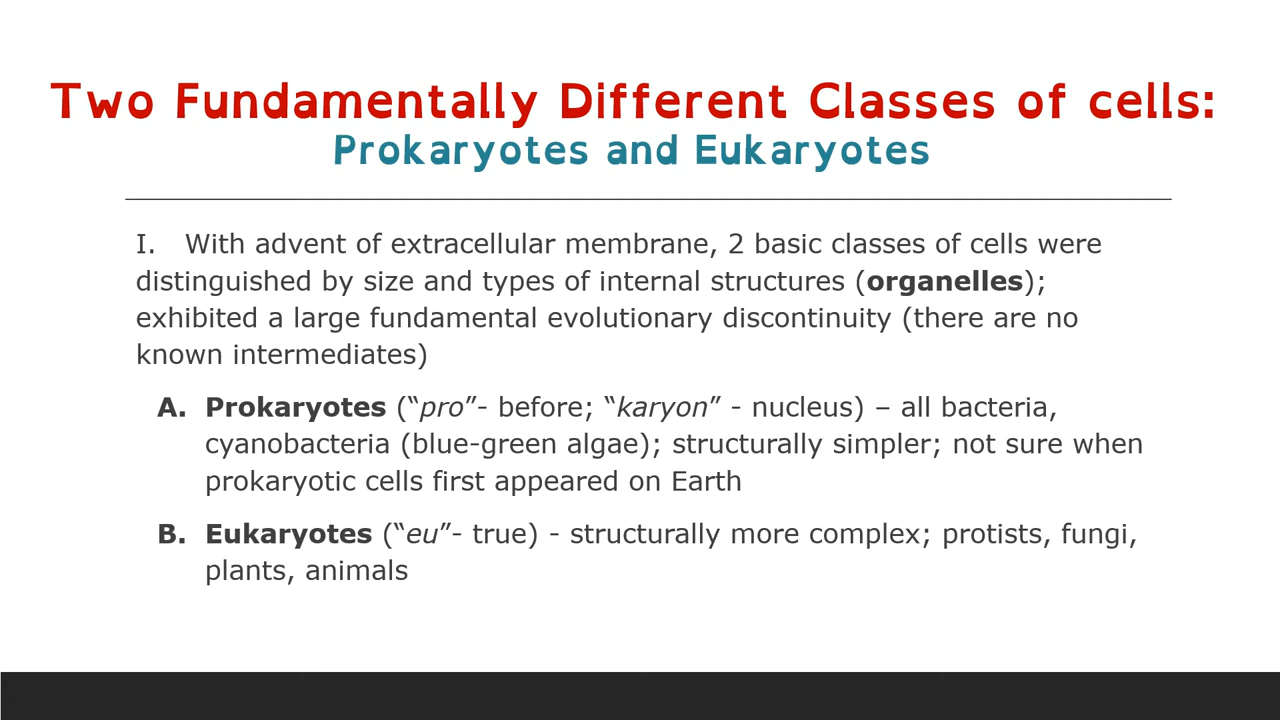 Two Fundamentally Different Classes of cells:
Prokaryotes and Eukaryotes
I. With advent of extracellular membrane, 2 basic classes of cells were
distinguished by size and types of internal structures (organelles);
exhibited a large fundamental evolutionary discontinuity (there are no
known intermediates)
A. Prokaryotes (“pro”- before; “karyon” - nucleus) – all bacteria,
cyanobacteria (blue-green algae); structurally simpler; not sure when
prokaryotic cells first appeared on Earth
B. Eukaryotes (“eu”- true) - structurally more complex; protists, fungi,
plants, animals